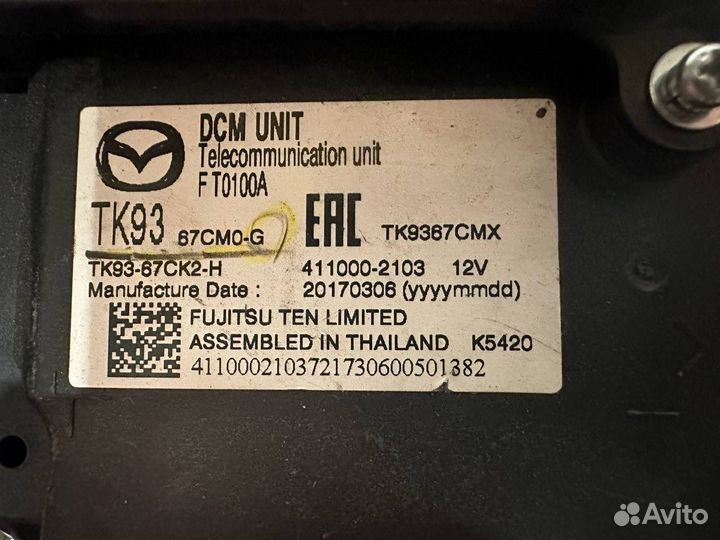 DCM UNIT
Telecommunication unit
F T0100A
TK93 67CM0-G EAC TK9367CMX
TK93-67CK2-H 411000-2103 12V
Manufacture Date : 20170306 (yyyymmdd)
FUJITSU TEN LIMITED
ASSEMBLED IN THAILAND K5420
4110002103721730600501382
Avito